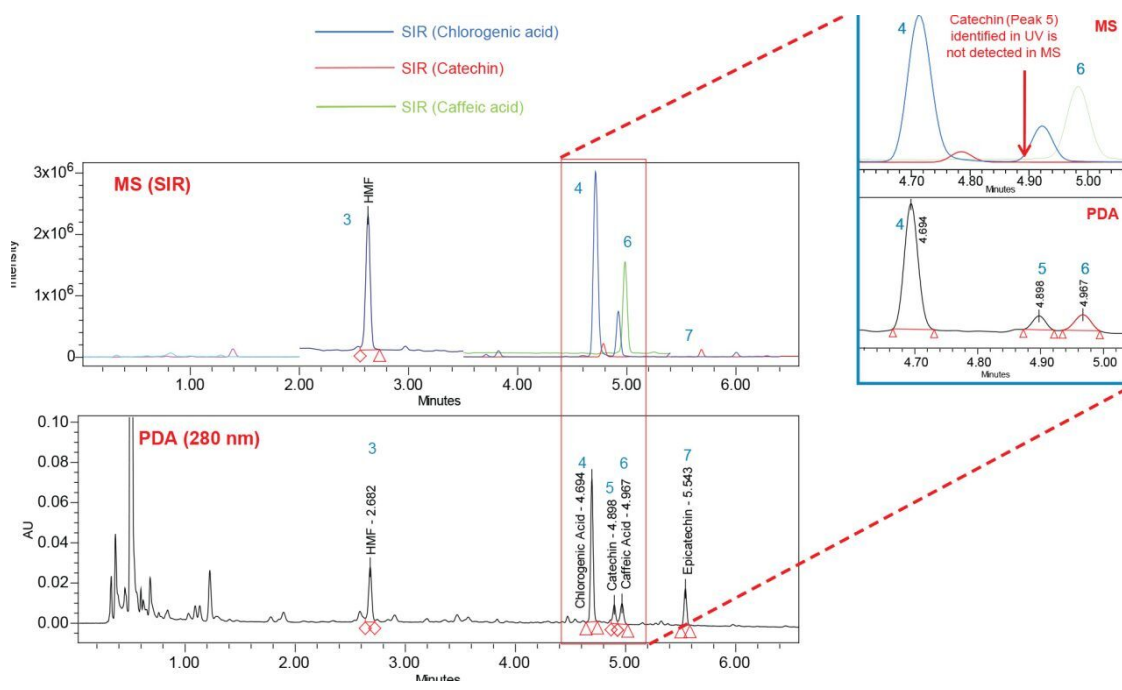 SIR (Chlorogenic acid)
SIR (Catechin)
SIR (Caffeic acid)
Catechin (Peak 5)
identified in UV is
not detected in MS
MS
4
6
4.70 4.80 4.90 5.00
Minutes
PDA
4
4.694
5
4.898
6
4.967
4.70 4.80 4.90 5.00
Minutes
MS (SIR)
3x10⁶
2x10⁶
1x10⁶
0
3
HMF
4
6
7
1.00 2.00 3.00 4.00 5.00 6.00
Minutes
PDA (280 nm)
AU
0.10
0.08
0.06
0.04
0.02
0.00
3
HMF - 2.682
4
Chlorogenic Acid - 4.694
5
Catechin - 4.898
6
Caffeic Acid - 4.967
7
Epicatechin - 5.543
1.00 2.00 3.00 4.00 5.00 6.00
Minutes